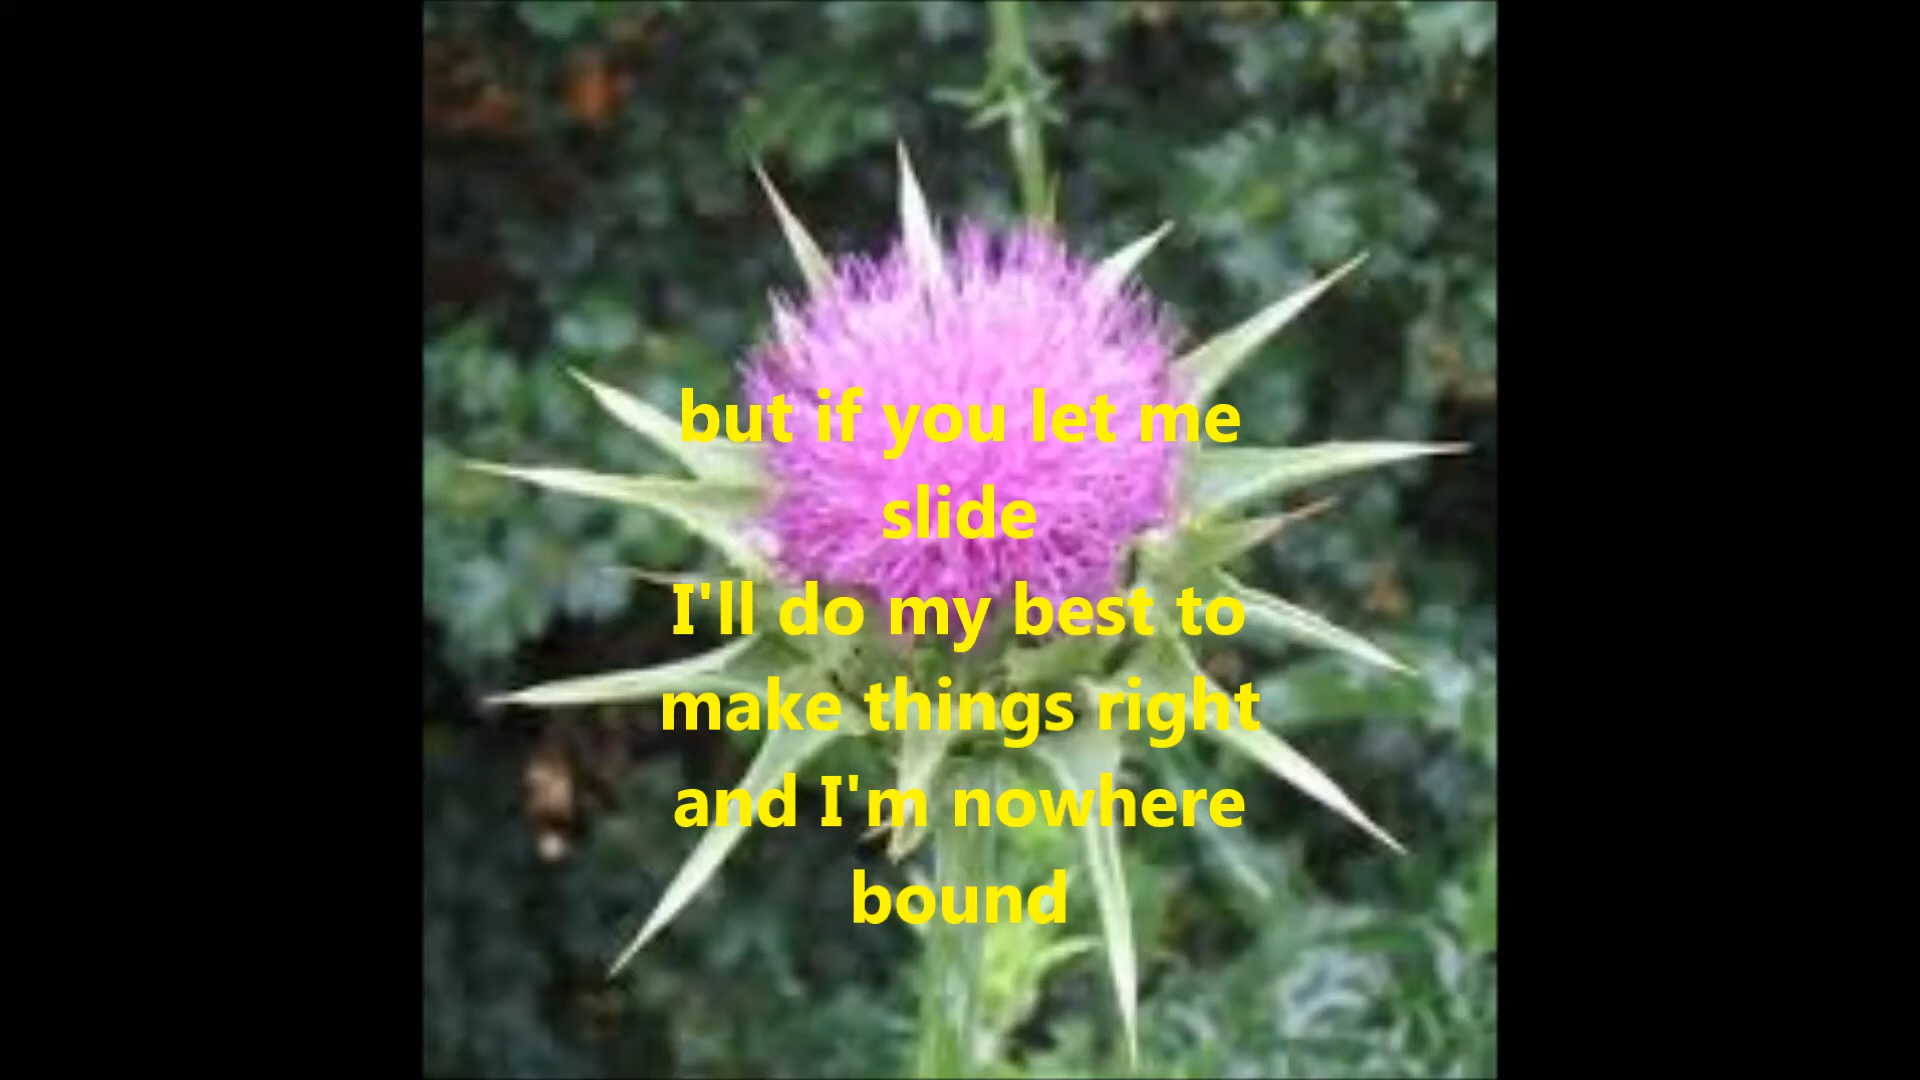 but if you let me
slide
I'll do my best to
make things right
and I'm nowhere
bound